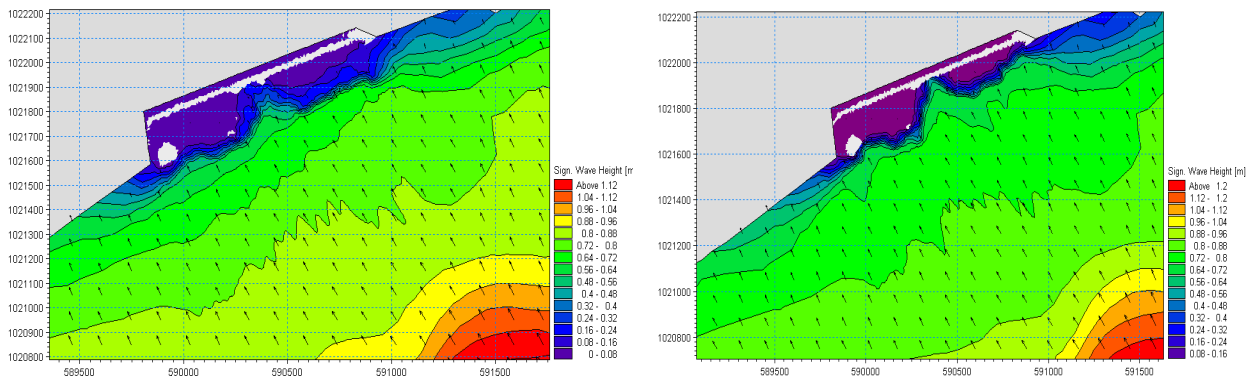 1022200
1022100
1022000
1021900
1021800
1021700
1021600
1021500
1021400
1021300
1021200
1021100
1021000
1020900
1020800
589500 590000 590500 591000 591500
Sign. Wave Height [m
Above 1.12
1.04 - 1.12
0.96 - 1.04
0.88 - 0.96
0.8 - 0.88
0.72 - 0.8
0.64 - 0.72
0.56 - 0.64
0.48 - 0.56
0.4 - 0.48
0.32 - 0.4
0.24 - 0.32
0.16 - 0.24
0.08 - 0.16
0 - 0.08
1022200
1022000
1021800
1021600
1021400
1021200
1021000
1020800
589500 590000 590500 591000 591500
Sign. Wave Height [m]
Above 1.2
1.12 - 1.2
1.04 - 1.12
0.96 - 1.04
0.88 - 0.96
0.8 - 0.88
0.72 - 0.8
0.64 - 0.72
0.56 - 0.64
0.48 - 0.56
0.4 - 0.48
0.32 - 0.4
0.24 - 0.32
0.16 - 0.24
0.08 - 0.16